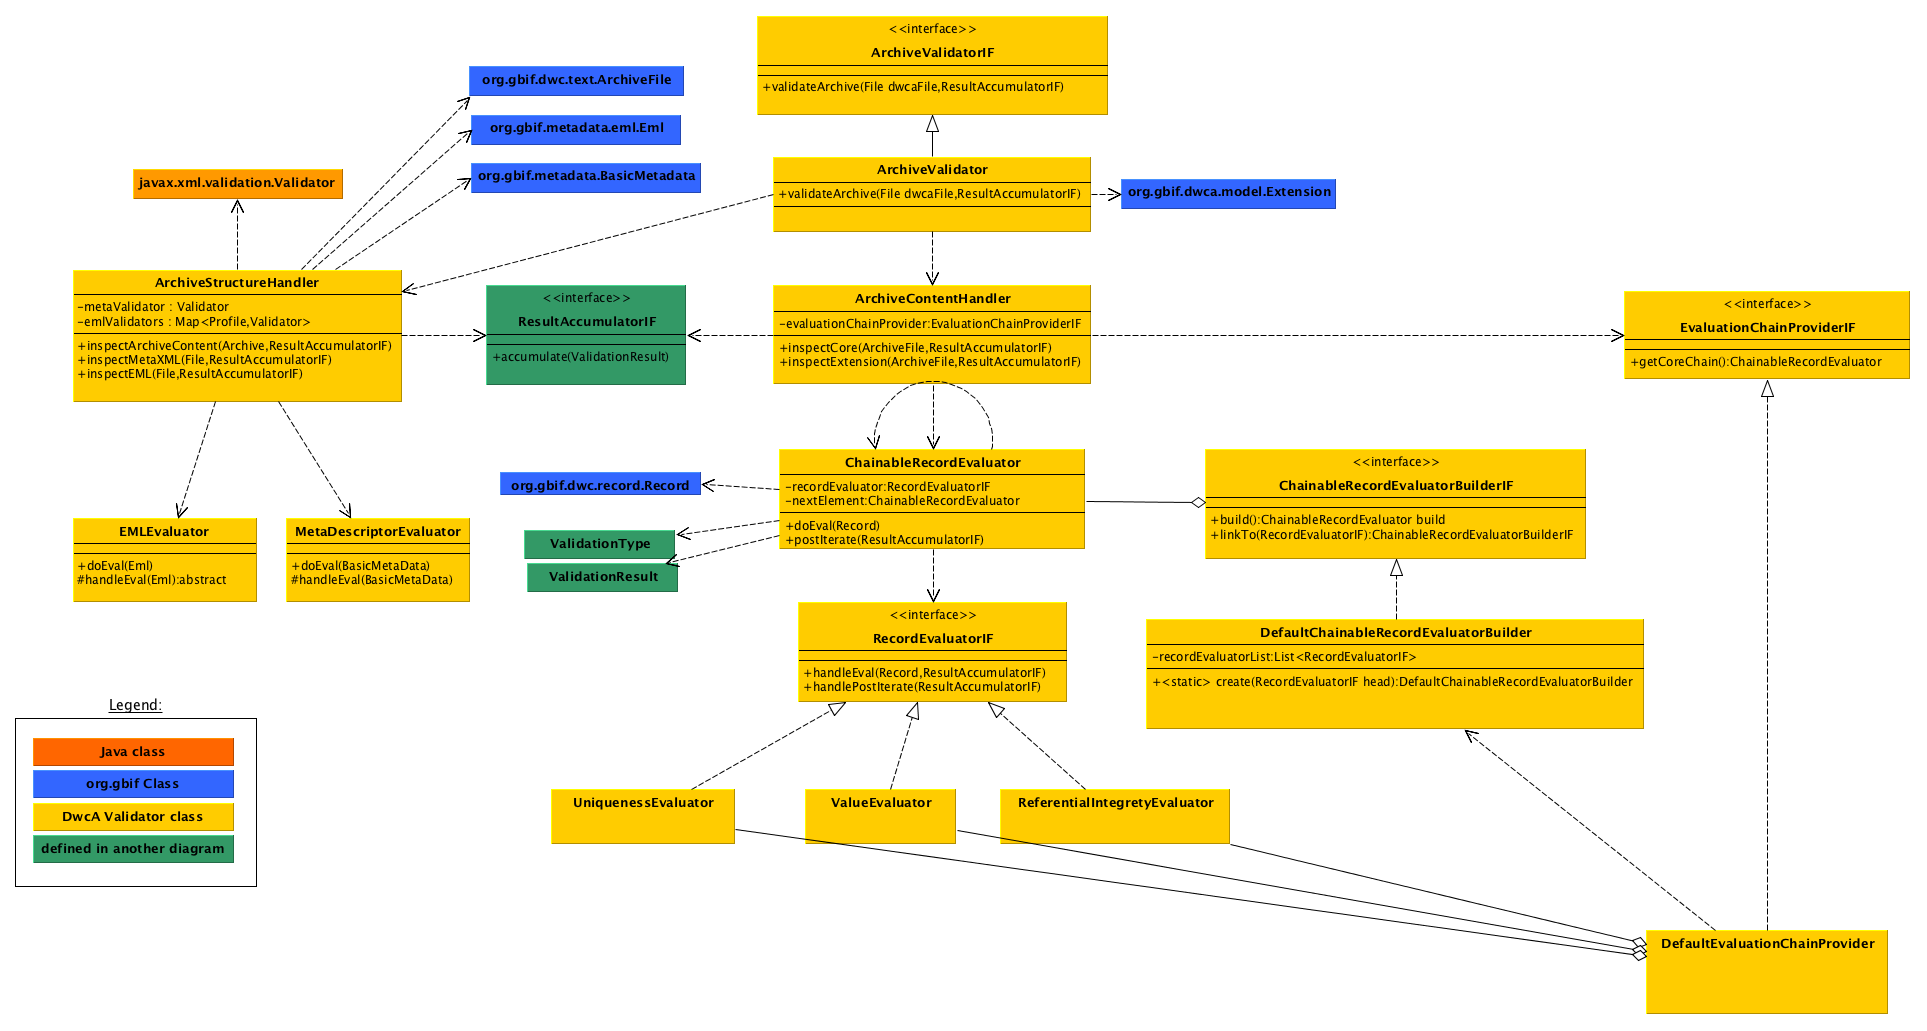 <<interface>>
ArchiveValidatorIF
+validateArchive(File dwcaFile,ResultAccumulatorIF)
org.gbif.dwc.text.ArchiveFile
org.gbif.metadata.eml.Eml
org.gbif.metadata.BasicMetadata
javax.xml.validation.Validator
ArchiveValidator
+validateArchive(File dwcaFile,ResultAccumulatorIF)
org.gbif.dwca.model.Extension
ArchiveStructureHandler
-metaValidator : Validator
-emlValidators : Map<Profile,Validator>
+inspectArchiveContent(Archive,ResultAccumulatorIF)
+inspectMetaXML(File,ResultAccumulatorIF)
+inspectEML(File,ResultAccumulatorIF)
<<interface>>
ResultAccumulatorIF
+accumulate(ValidationResult)
ArchiveContentHandler
-evaluationChainProvider:EvaluationChainProviderIF
+inspectCore(ArchiveFile,ResultAccumulatorIF)
+inspectExtension(ArchiveFile,ResultAccumulatorIF)
<<interface>>
EvaluationChainProviderIF
+getCoreChain():ChainableRecordEvaluator
ChainableRecordEvaluator
-recordEvaluator:RecordEvaluatorIF
-nextElement:ChainableRecordEvaluator
+doEval(Record)
+postIterate(ResultAccumulatorIF)
<<interface>>
ChainableRecordEvaluatorBuilderIF
+build():ChainableRecordEvaluator build
+linkTo(RecordEvaluatorIF):ChainableRecordEvaluatorBuilderIF
org.gbif.dwc.record.Record
ValidationType
ValidationResult
EMLEvaluator
+doEval(Eml)
#handleEval(Eml):abstract
MetaDescriptorEvaluator
+doEval(BasicMetaData)
#handleEval(BasicMetaData)
<<interface>>
RecordEvaluatorIF
+handleEval(Record,ResultAccumulatorIF)
+handlePostIterate(ResultAccumulatorIF)
DefaultChainableRecordEvaluatorBuilder
-recordEvaluatorList:List<RecordEvaluatorIF>
+<static> create(RecordEvaluatorIF head):DefaultChainableRecordEvaluatorBuilder
Legend:
Java class
org.gbif Class
DwcA Validator class
defined in another diagram
UniquenessEvaluator
ValueEvaluator
ReferentialIntegretyEvaluator
DefaultEvaluationChainProvider